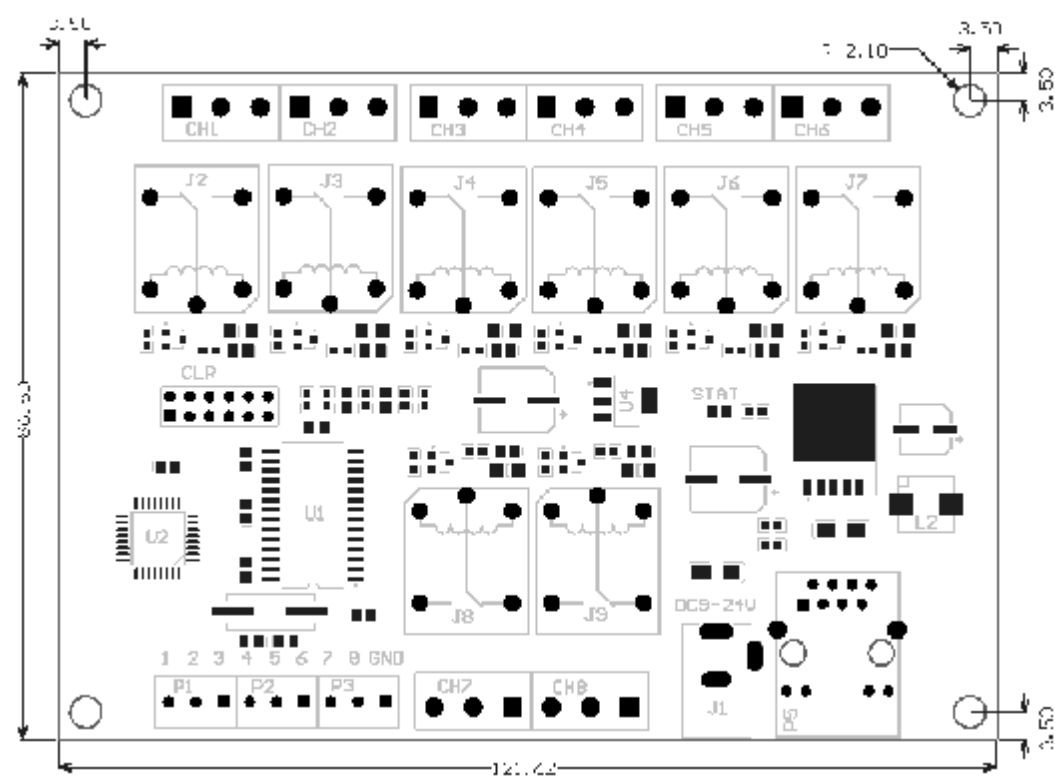 3.50
2.10
3.50
CH1 CH2 CH3 CH4 CH5 CH6
J2 J3 J4 J5 J6 J7
CLR
U4
STAT
U1
U2
L2
J8 J9
DC9-24V
1 2 3 4 5 6 7 8 GND
P1 P2 P3
CH7 CH8
J1
3.50